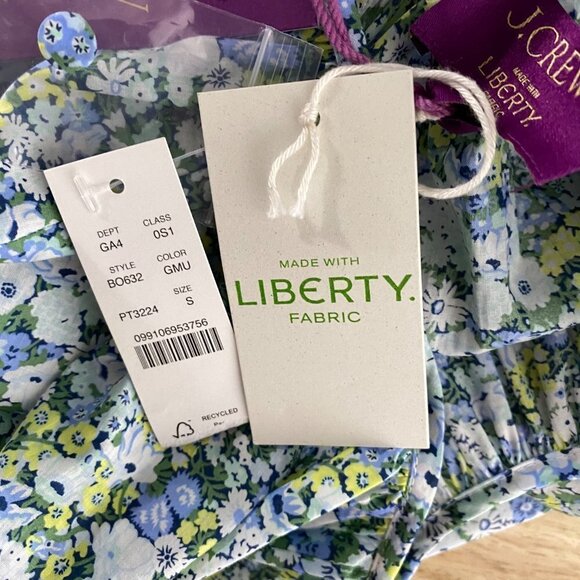 J.CREW
MADE WITH
LIBERTY.
FABRIC
DEPT CLASS
GA4 0S1
STYLE COLOR
BO632 GMU
SIZE
PT3224 S
099106953756
RECYCLED
MADE WITH
LIBERTY.
FABRIC